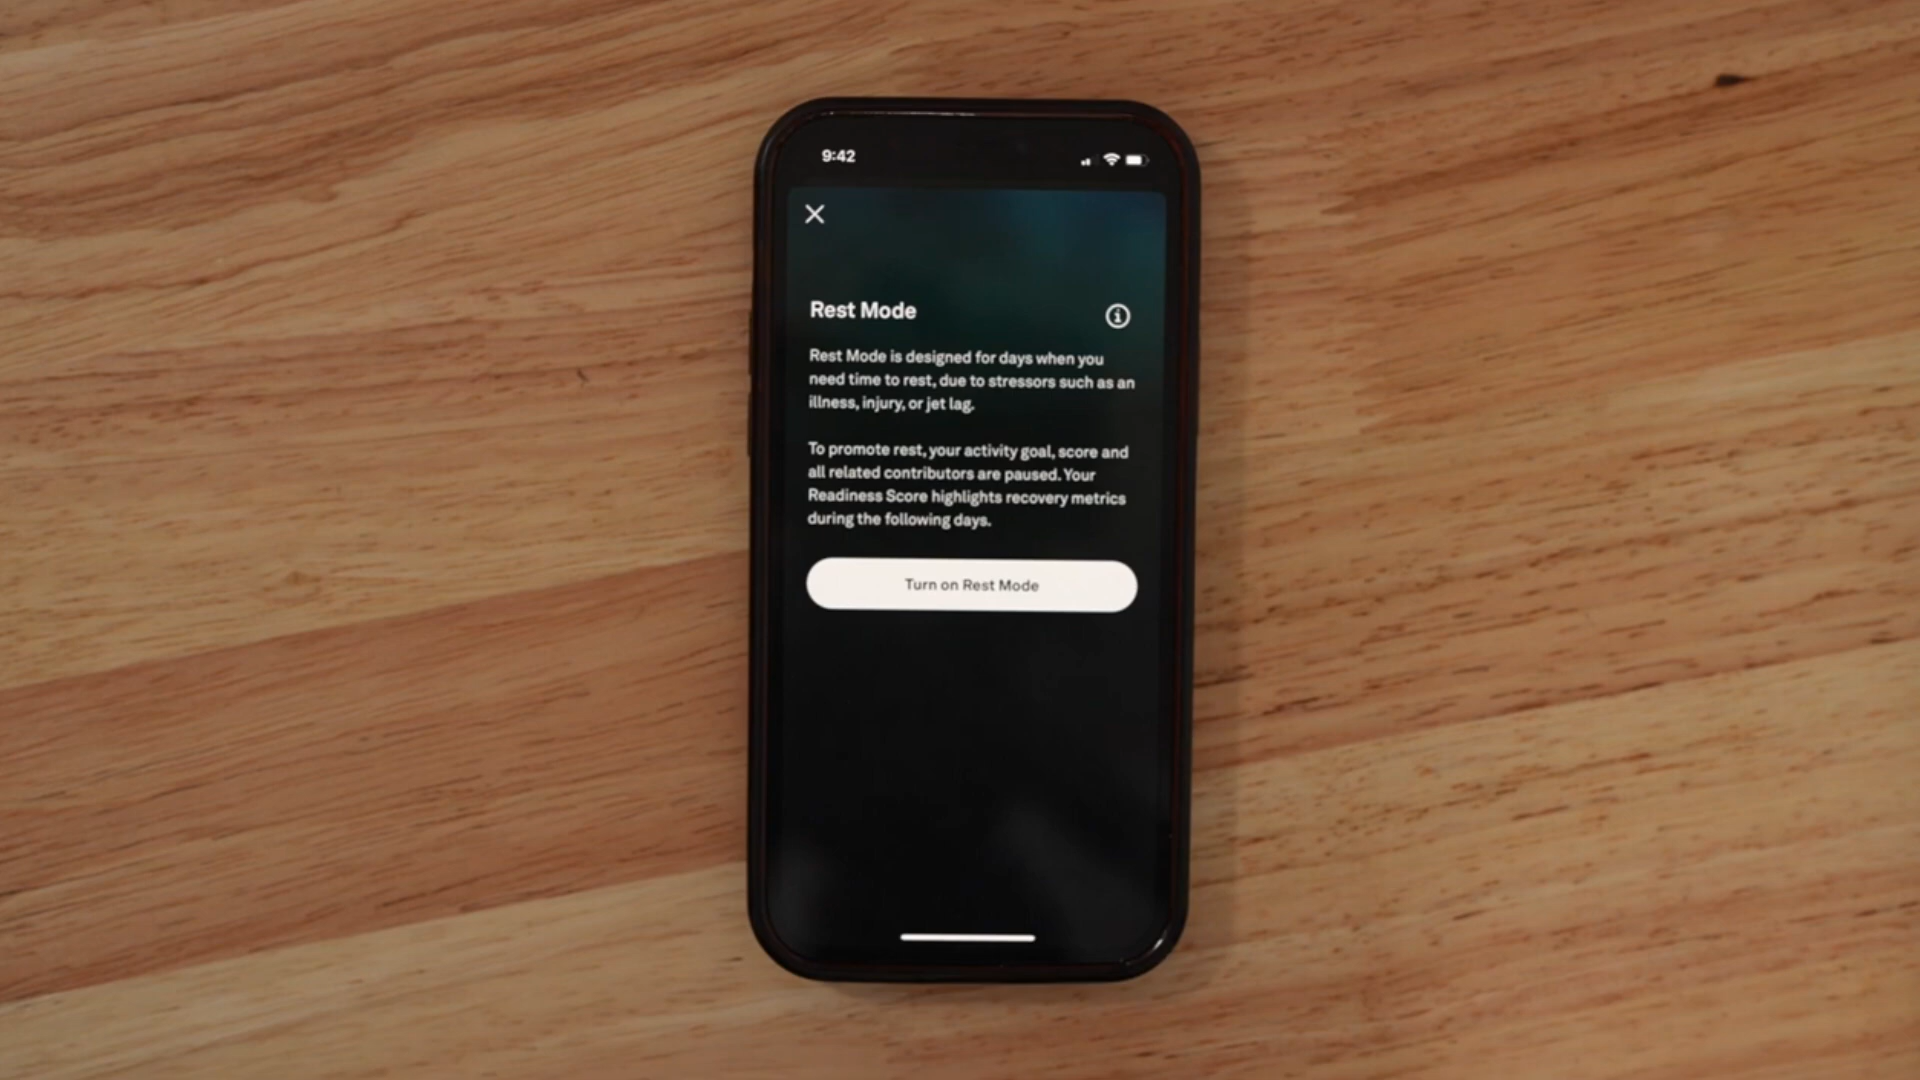 9:42
Rest Mode
Rest Mode is designed for days when you
need time to rest, due to stressors such as an
illness, injury, or jet lag.
To promote rest, your activity goal, score and
all related contributors are paused. Your
Readiness Score highlights recovery metrics
during the following days.
Turn on Rest Mode